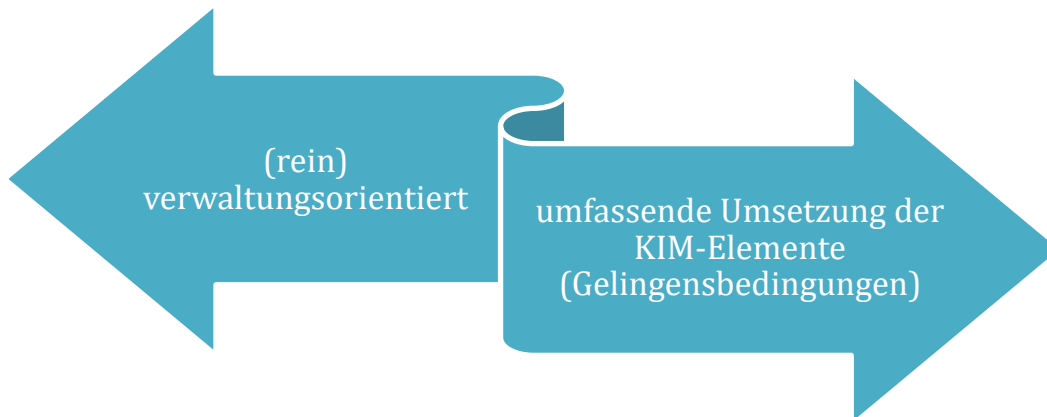 (rein)
verwaltungsorientiert
umfassende Umsetzung der
KIM-Elemente
(Gelingensbedingungen)